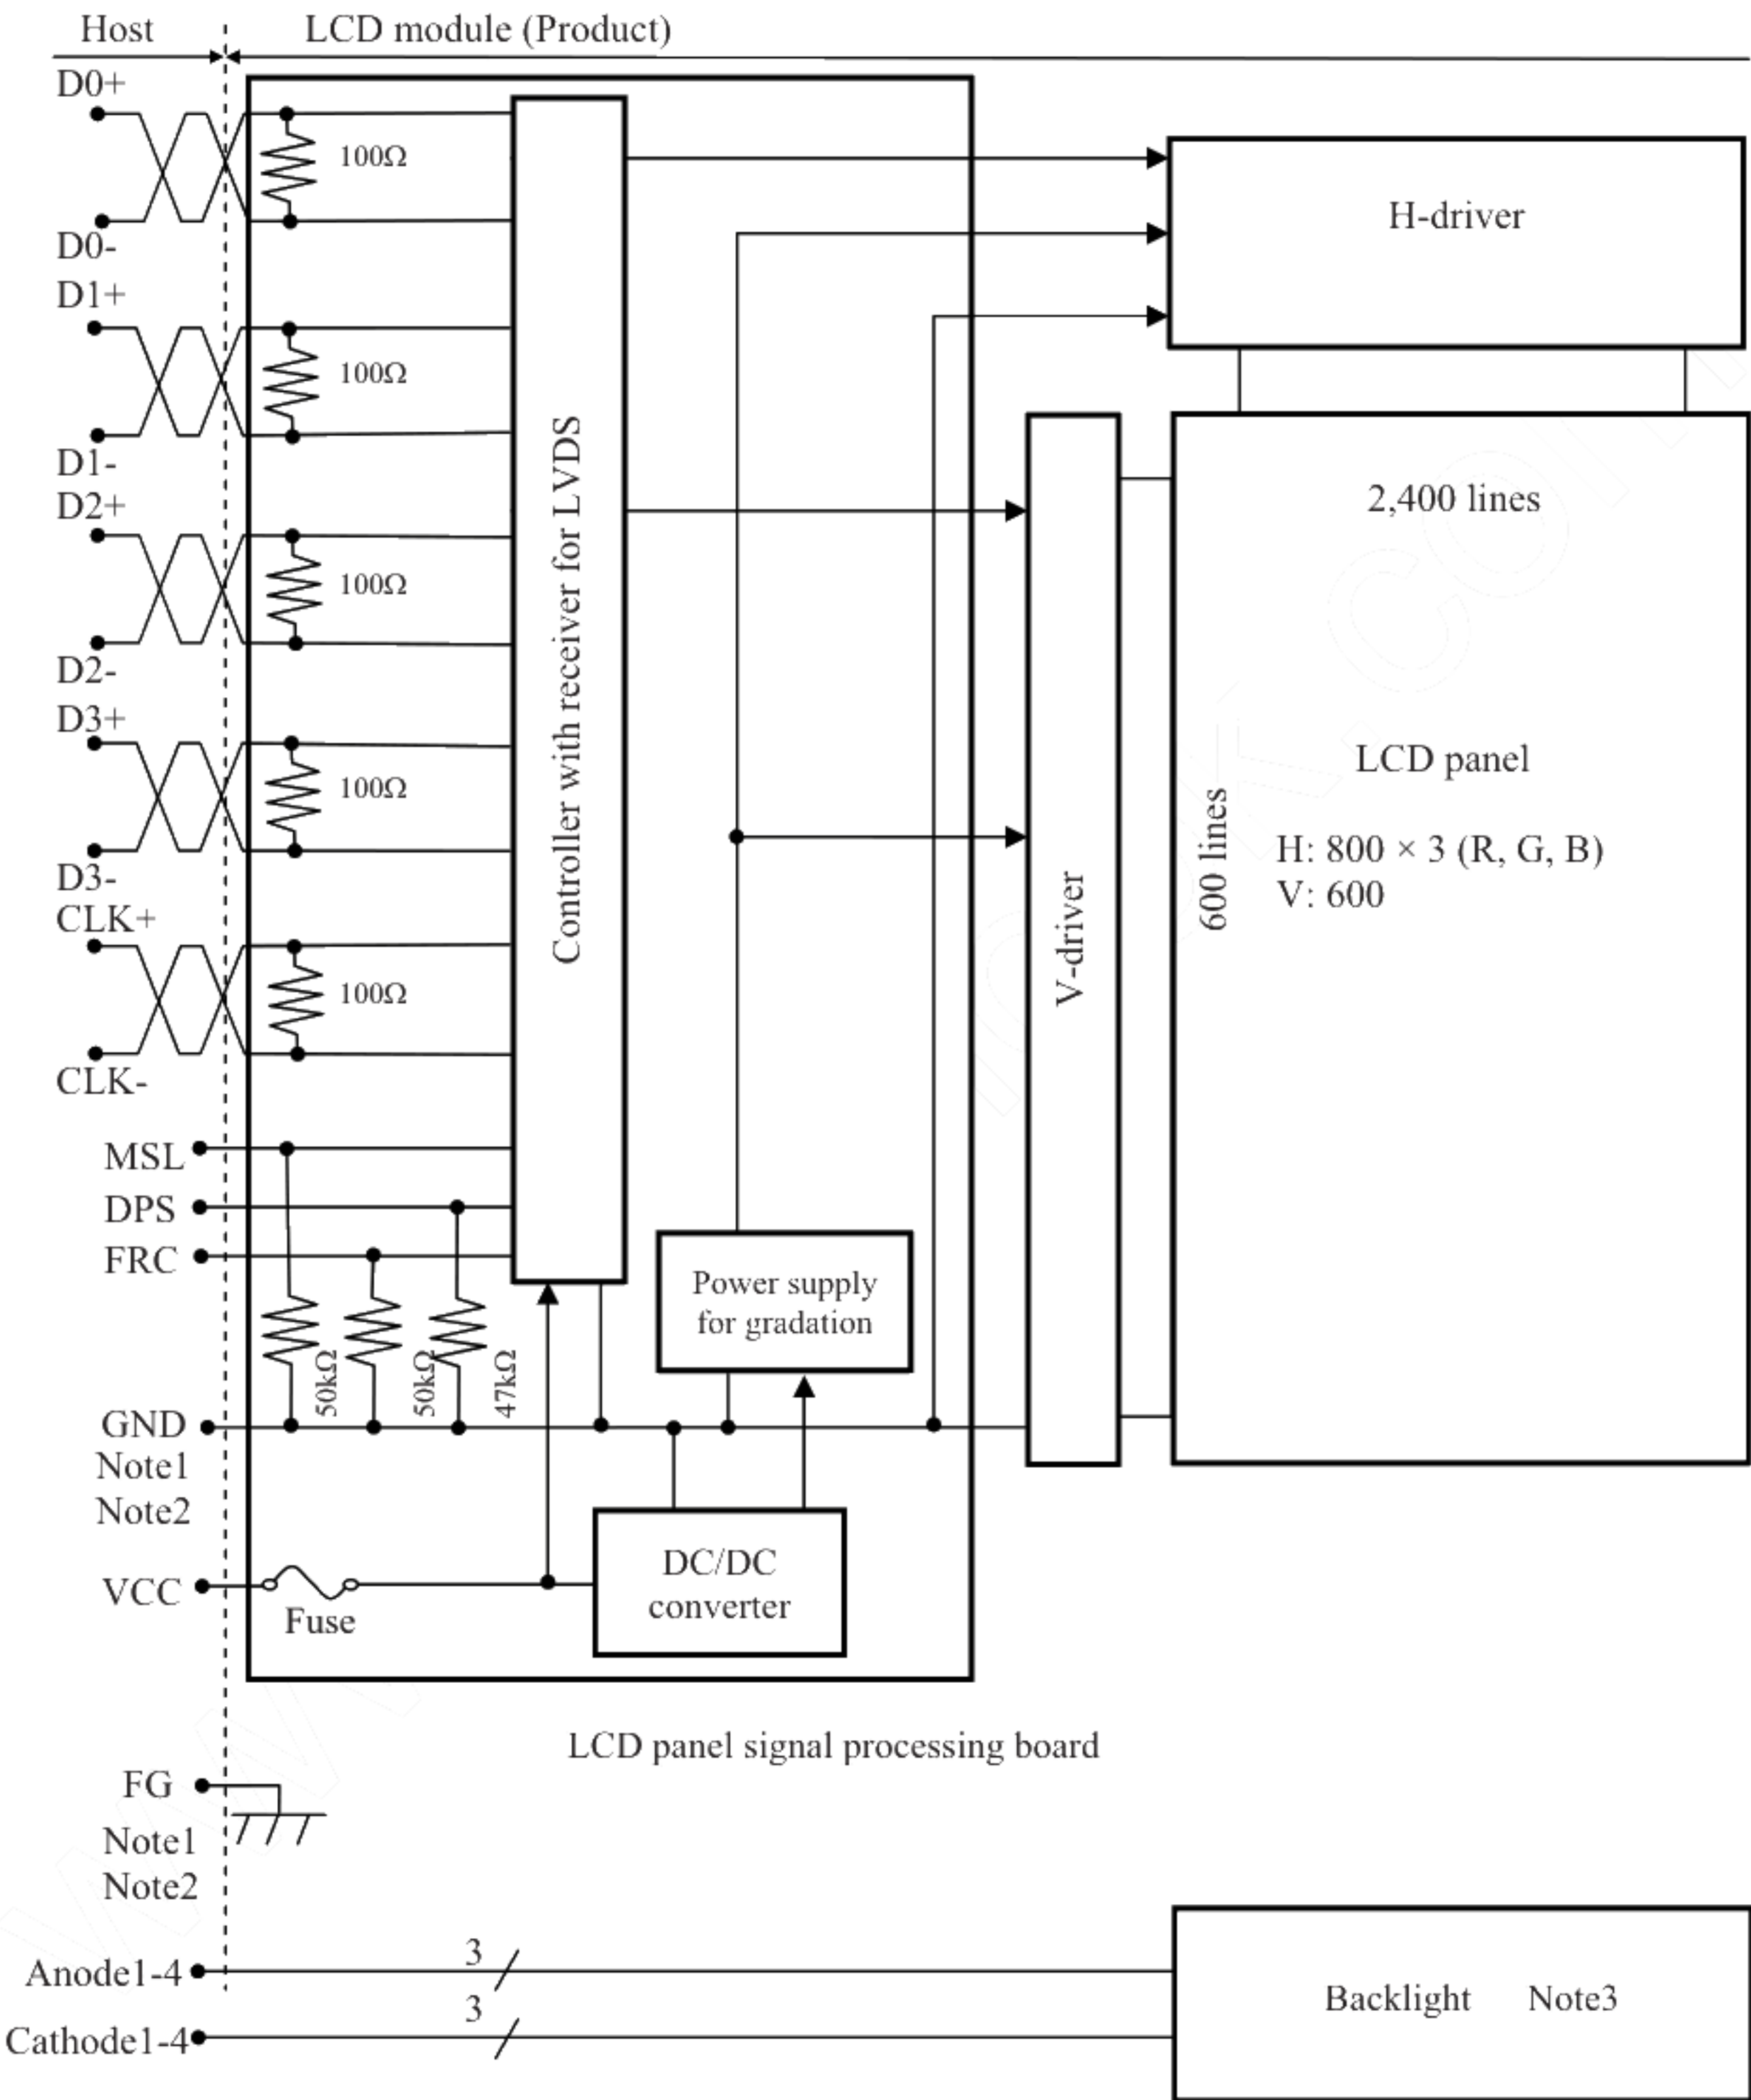 Host
LCD module (Product)
D0+
100Ω
D0-
H-driver
D1+
100Ω
D1-
D2+
100Ω
D2-
D3+
100Ω
D3-
CLK+
100Ω
CLK-
Controller with receiver for LVDS
V-driver
2,400 lines
600 lines
LCD panel
H: 800 × 3 (R, G, B)
V: 600
MSL
DPS
FRC
50kΩ
50kΩ
47kΩ
Power supply
for gradation
GND
Note1
Note2
VCC
Fuse
DC/DC
converter
LCD panel signal processing board
FG
Note1
Note2
Anode1-4
3
Cathode1-4
3
Backlight Note3